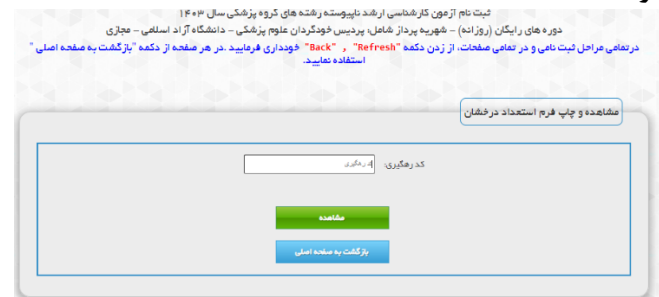 ثبت نام آزمون کارشناسی ارشد ناپیوسته رشته های گروه پزشکی سال ۱۴۰۳
دوره های رایگان (روزانه) – شهریه پرداز شامل: پردیس خودگردان علوم پزشکی – دانشگاه آزاد اسلامی – مجازی
درتمامی مراحل ثبت نامی و در تمامی صفحات، از زدن دکمه "Refresh" , "Back" خودداری فرمایید .در هر صفحه از دکمه "بازگشت به صفحه اصلی "
استفاده نمایید.
مشاهده و چاپ فرم استعداد درخشان
کد رهگیری:
کد رهگیری
مشاهده
بازگشت به صفحه اصلی